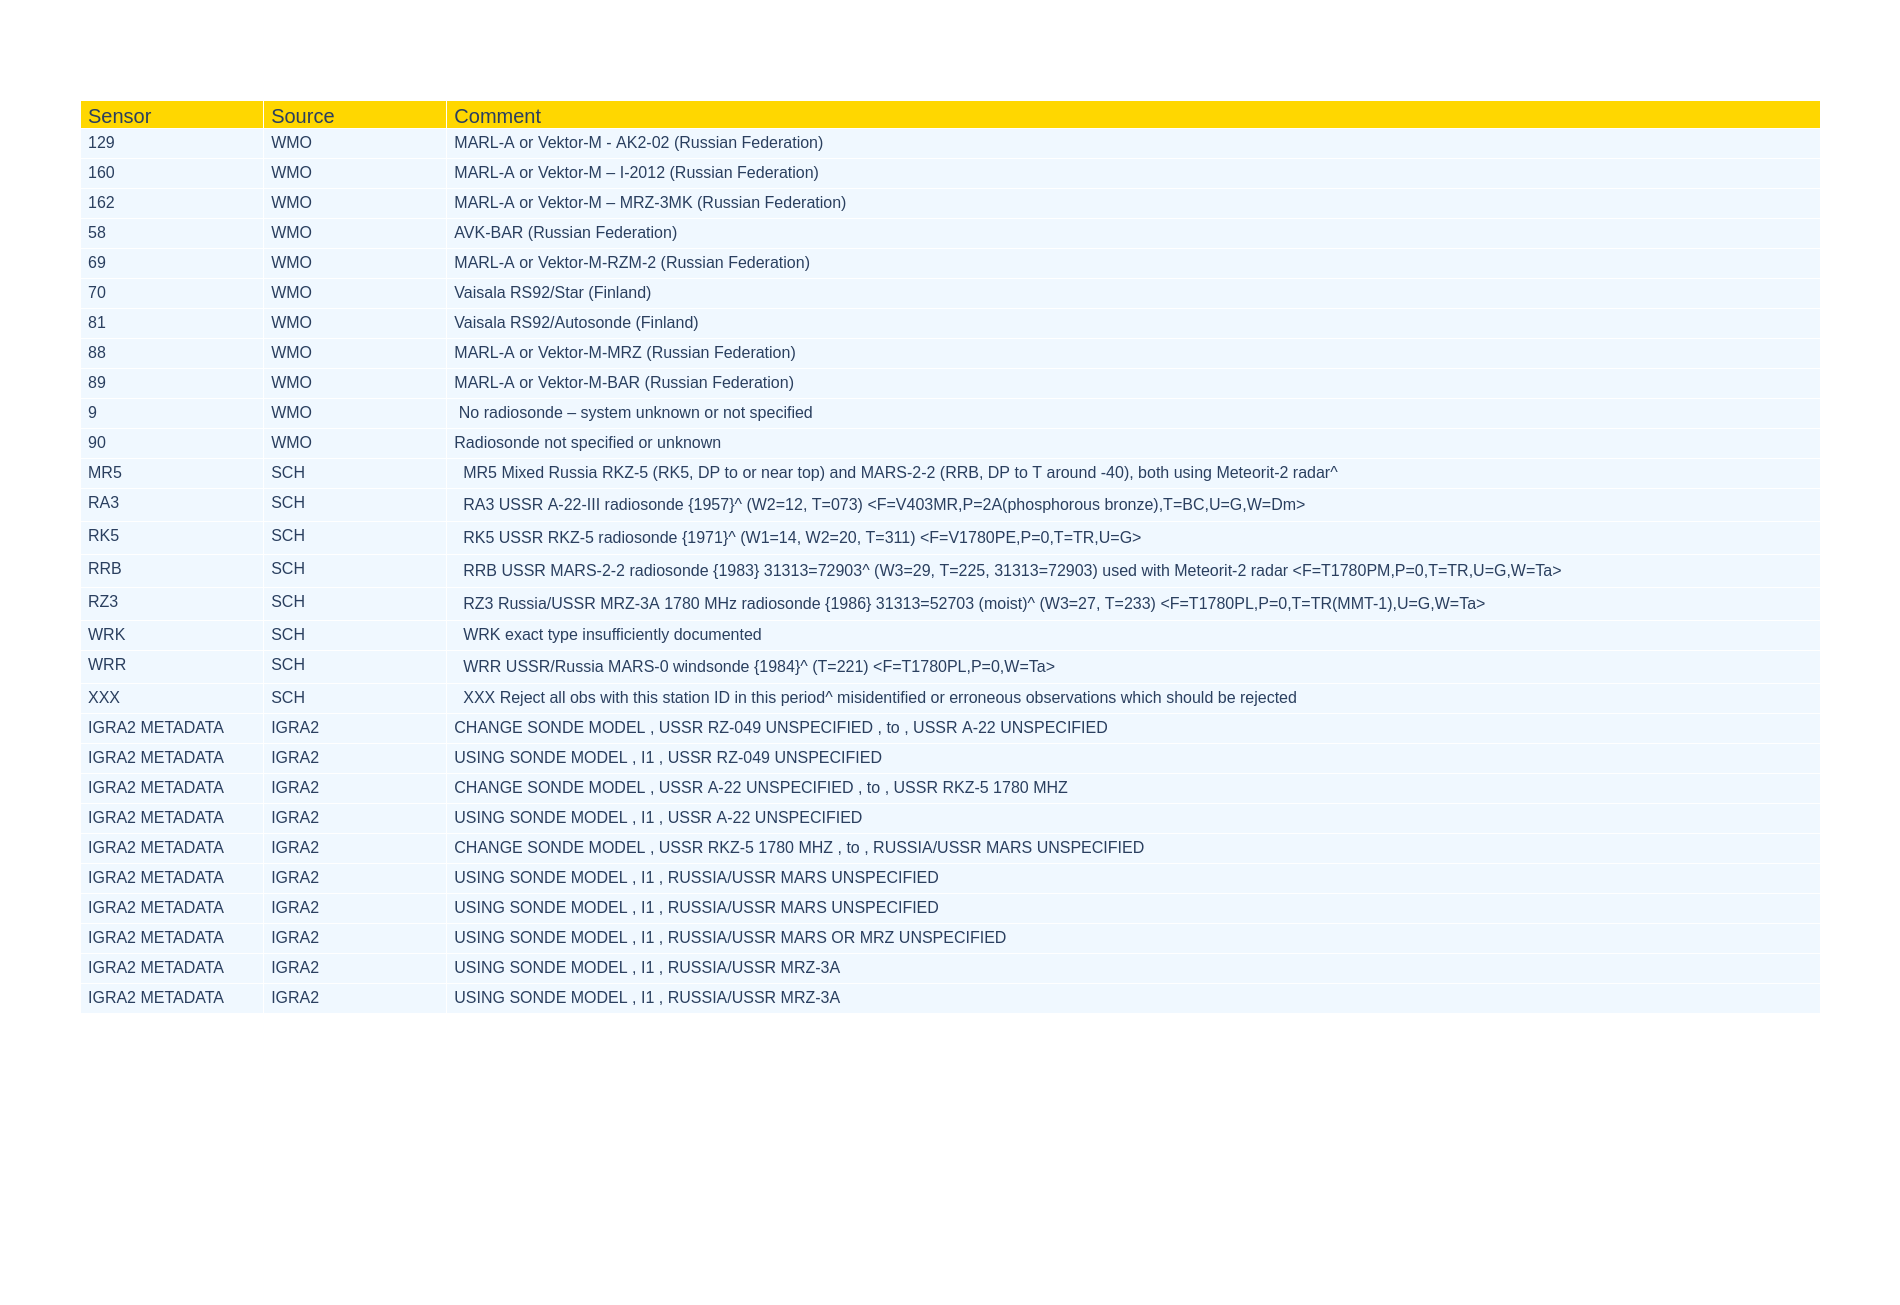 Sensor Source Comment
129 WMO MARL-A or Vektor-M - AK2-02 (Russian Federation)
160 WMO MARL-A or Vektor-M – I-2012 (Russian Federation)
162 WMO MARL-A or Vektor-M – MRZ-3MK (Russian Federation)
58 WMO AVK-BAR (Russian Federation)
69 WMO MARL-A or Vektor-M-RZM-2 (Russian Federation)
70 WMO Vaisala RS92/Star (Finland)
81 WMO Vaisala RS92/Autosonde (Finland)
88 WMO MARL-A or Vektor-M-MRZ (Russian Federation)
89 WMO MARL-A or Vektor-M-BAR (Russian Federation)
9 WMO No radiosonde – system unknown or not specified
90 WMO Radiosonde not specified or unknown
MR5 SCH MR5 Mixed Russia RKZ-5 (RK5, DP to or near top) and MARS-2-2 (RRB, DP to T around -40), both using Meteorit-2 radar^
RA3 SCH RA3 USSR A-22-III radiosonde {1957}^ (W2=12, T=073) <F=V403MR,P=2A(phosphorous bronze),T=BC,U=G,W=Dm>
RK5 SCH RK5 USSR RKZ-5 radiosonde {1971}^ (W1=14, W2=20, T=311) <F=V1780PE,P=0,T=TR,U=G>
RRB SCH RRB USSR MARS-2-2 radiosonde {1983} 31313=72903^ (W3=29, T=225, 31313=72903) used with Meteorit-2 radar <F=T1780PM,P=0,T=TR,U=G,W=Ta>
RZ3 SCH RZ3 Russia/USSR MRZ-3A 1780 MHz radiosonde {1986} 31313=52703 (moist)^ (W3=27, T=233) <F=T1780PL,P=0,T=TR(MMT-1),U=G,W=Ta>
WRK SCH WRK exact type insufficiently documented
WRR SCH WRR USSR/Russia MARS-0 windsonde {1984}^ (T=221) <F=T1780PL,P=0,W=Ta>
XXX SCH XXX Reject all obs with this station ID in this period^ misidentified or erroneous observations which should be rejected
IGRA2 METADATA IGRA2 CHANGE SONDE MODEL , USSR RZ-049 UNSPECIFIED , to , USSR A-22 UNSPECIFIED
IGRA2 METADATA IGRA2 USING SONDE MODEL , I1 , USSR RZ-049 UNSPECIFIED
IGRA2 METADATA IGRA2 CHANGE SONDE MODEL , USSR A-22 UNSPECIFIED , to , USSR RKZ-5 1780 MHZ
IGRA2 METADATA IGRA2 USING SONDE MODEL , I1 , USSR A-22 UNSPECIFIED
IGRA2 METADATA IGRA2 CHANGE SONDE MODEL , USSR RKZ-5 1780 MHZ , to , RUSSIA/USSR MARS UNSPECIFIED
IGRA2 METADATA IGRA2 USING SONDE MODEL , I1 , RUSSIA/USSR MARS UNSPECIFIED
IGRA2 METADATA IGRA2 USING SONDE MODEL , I1 , RUSSIA/USSR MARS UNSPECIFIED
IGRA2 METADATA IGRA2 USING SONDE MODEL , I1 , RUSSIA/USSR MARS OR MRZ UNSPECIFIED
IGRA2 METADATA IGRA2 USING SONDE MODEL , I1 , RUSSIA/USSR MRZ-3A
IGRA2 METADATA IGRA2 USING SONDE MODEL , I1 , RUSSIA/USSR MRZ-3A